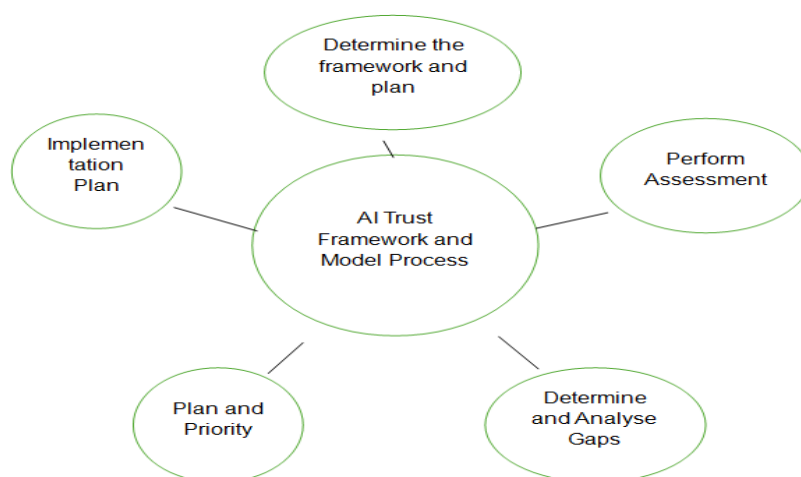 Determine the
framework and
plan
Implemen
tation
Plan
Perform
Assessment
AI Trust
Framework and
Model Process
Plan and
Priority
Determine
and Analyse
Gaps